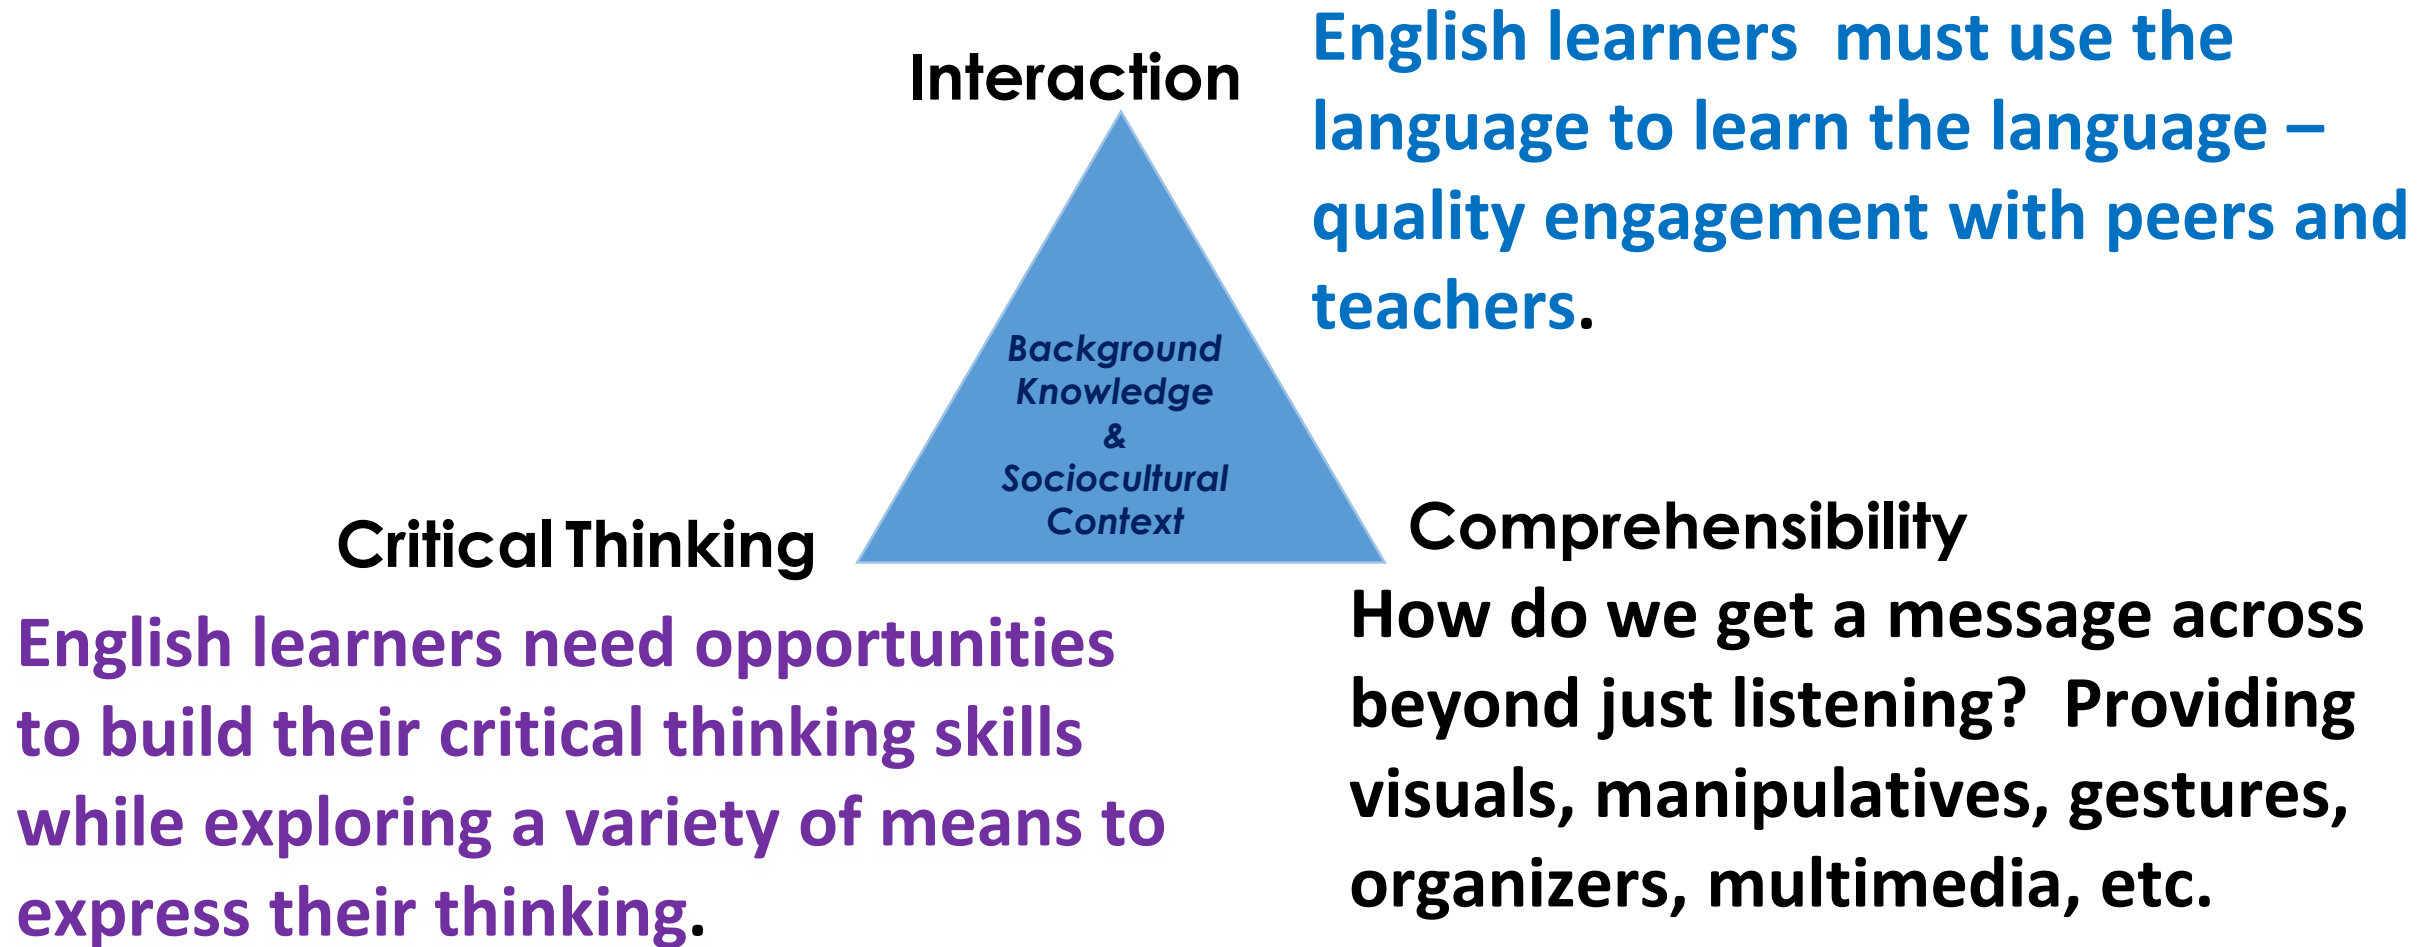 Interaction
English learners  must use the
language to learn the language –
quality engagement with peers and
teachers.
Background
Knowledge
&
Sociocultural
Context
Critical Thinking
English learners need opportunities
to build their critical thinking skills
while exploring a variety of means to
express their thinking.
Comprehensibility
How do we get a message across
beyond just listening?  Providing
visuals, manipulatives, gestures,
organizers, multimedia, etc.